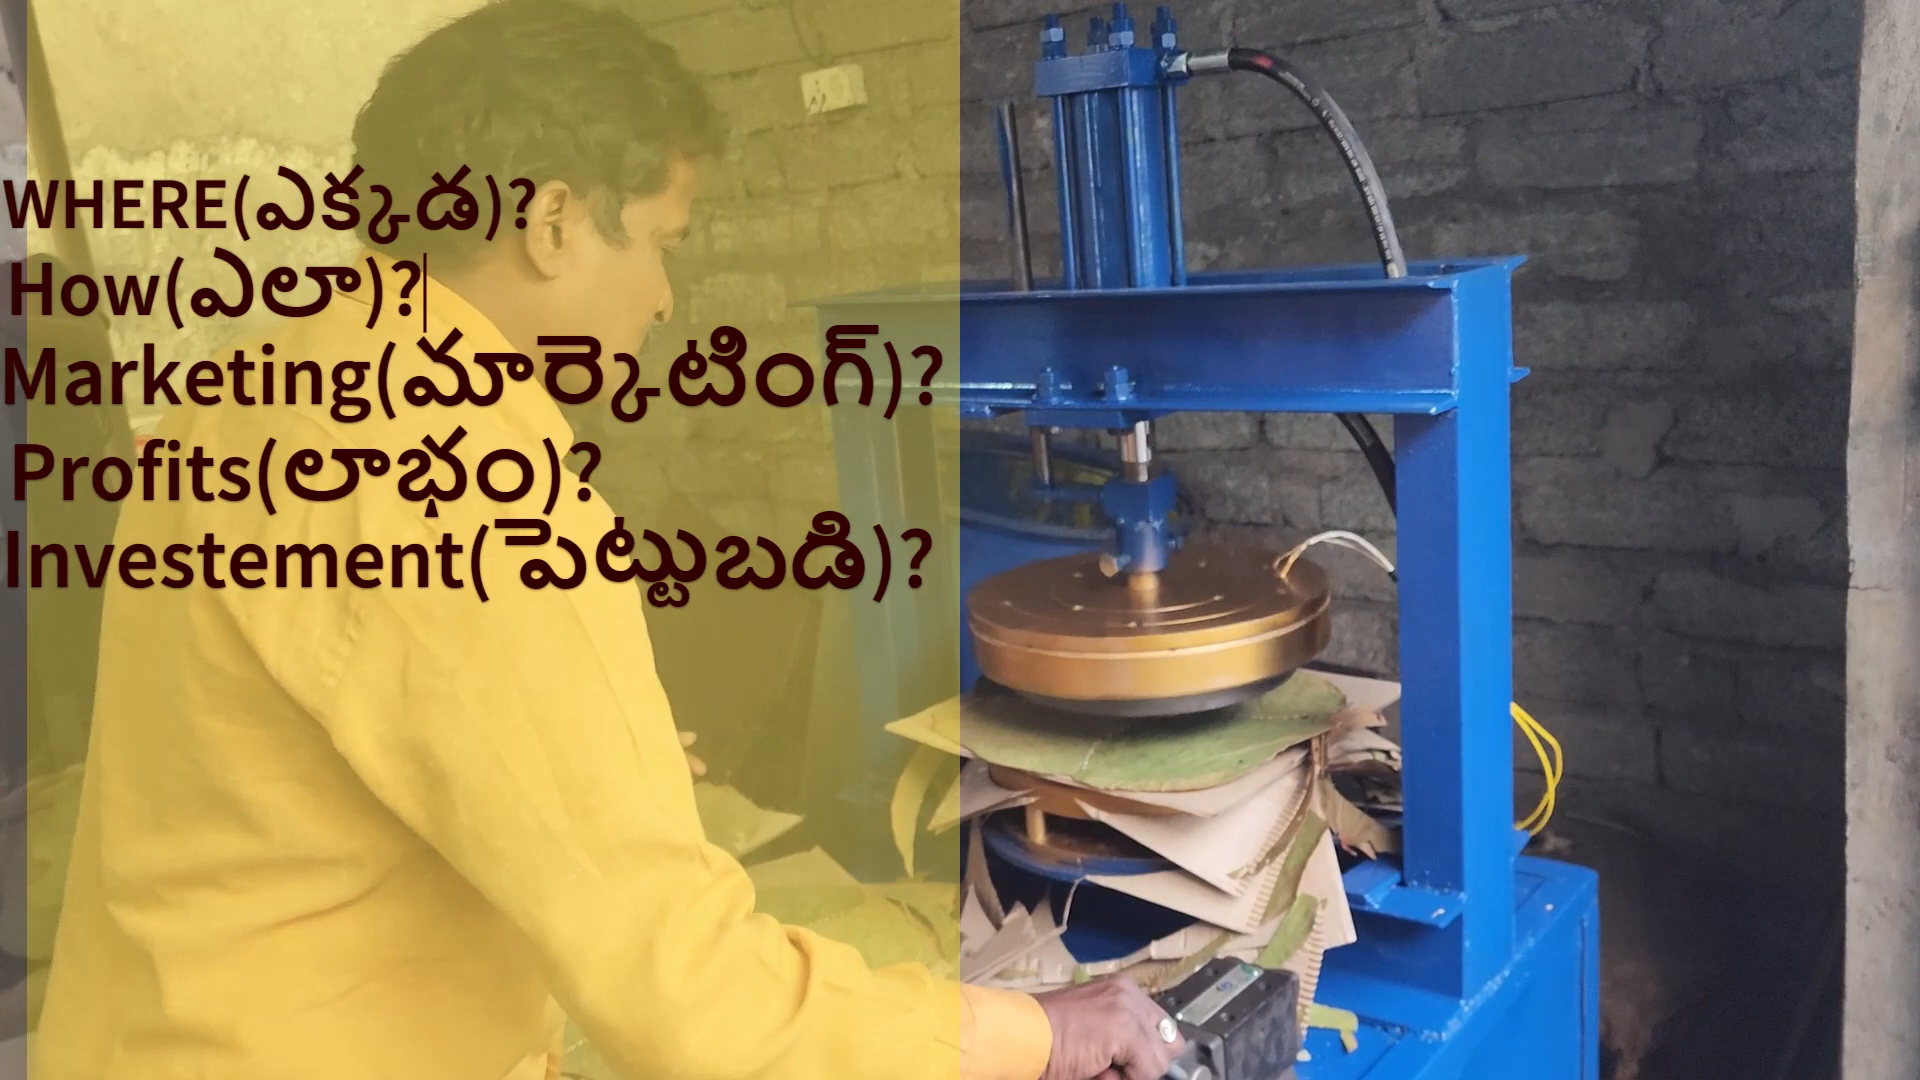 WHERE(ఎక్కడ)?
How(ఎలా)?
Marketing(మార్కెటింగ్)?
Profits(లాభం)?
Investement(పెట్టుబడి)?